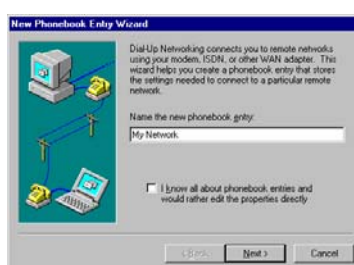 New Phonebook Entry Wizard
Dial-Up Networking connects you to remote networks
using your modem, ISDN, or other WAN adapter. This
wizard helps you create a phonebook entry that stores
the settings needed to connect to a particular remote
network.
Name the new phonebook entry:
My Network
I know all about phonebook entries and
would rather edit the properties directly
< Back
Next >
Cancel